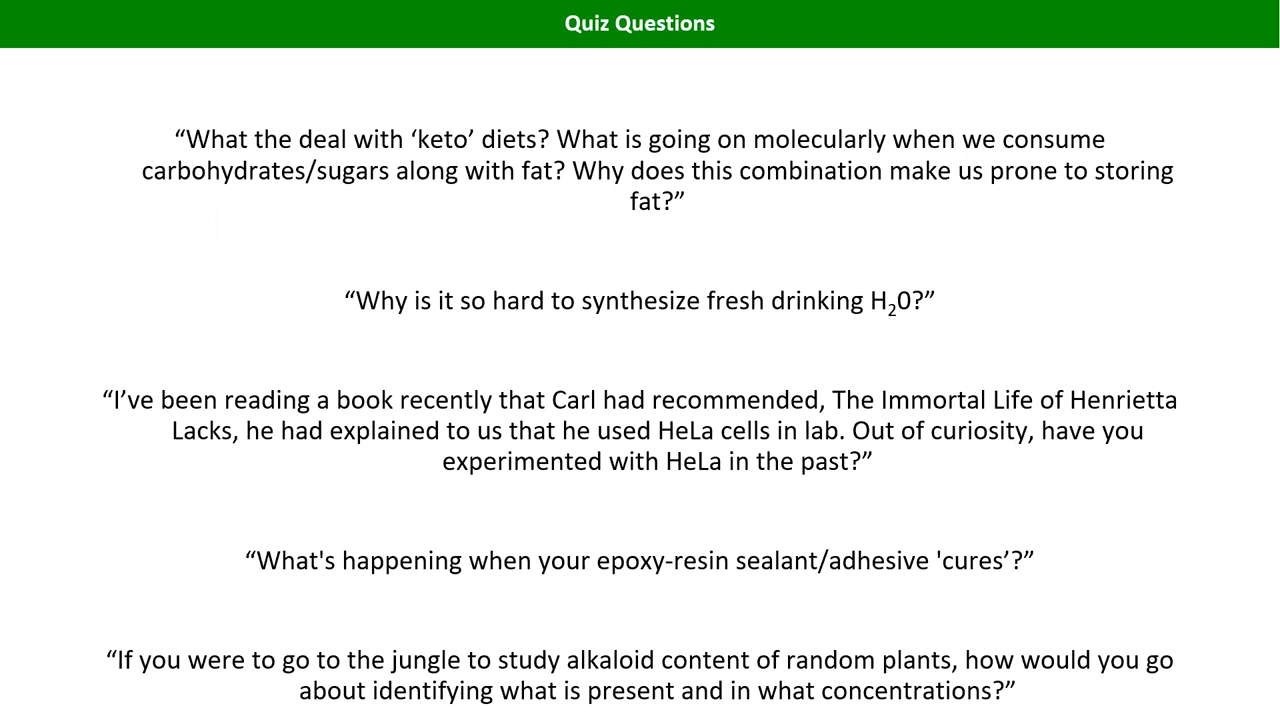 Quiz Questions
“What the deal with ‘keto’ diets? What is going on molecularly when we consume
carbohydrates/sugars along with fat? Why does this combination make us prone to storing
fat?”
“Why is it so hard to synthesize fresh drinking H₂0?”
“I’ve been reading a book recently that Carl had recommended, The Immortal Life of Henrietta
Lacks, he had explained to us that he used HeLa cells in lab. Out of curiosity, have you
experimented with HeLa in the past?”
“What's happening when your epoxy-resin sealant/adhesive 'cures’?”
“If you were to go to the jungle to study alkaloid content of random plants, how would you go
about identifying what is present and in what concentrations?”